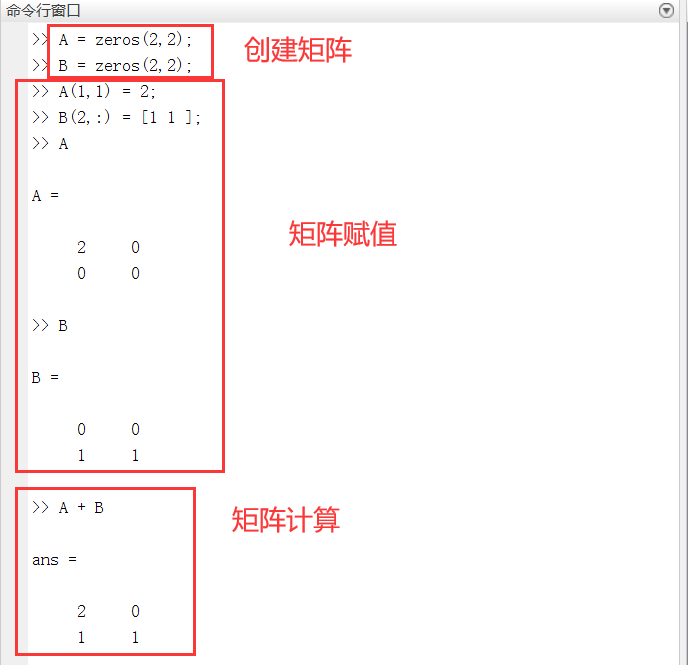 命令行窗口
>> A = zeros(2,2);
>> B = zeros(2,2);
创建矩阵
>> A(1,1) = 2;
>> B(2,:) = [1 1 ];
>> A
A =
2 0
0 0
矩阵赋值
>> B
B =
0 0
1 1
>> A + B
矩阵计算
ans =
2 0
1 1